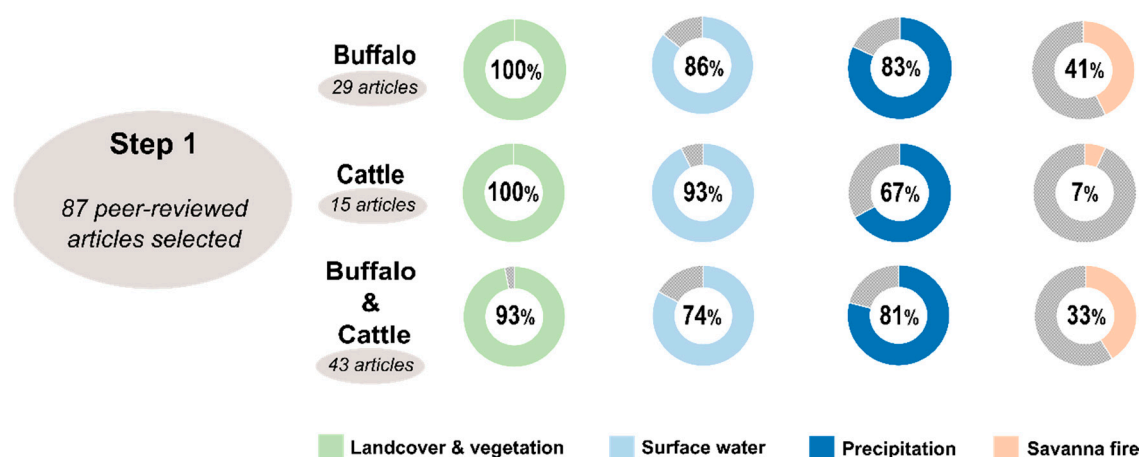 Step 1
87 peer-reviewed
articles selected
Buffalo
29 articles
100%
86%
83%
41%
Cattle
15 articles
100%
93%
67%
7%
Buffalo
&
Cattle
43 articles
93%
74%
81%
33%
Landcover & vegetation
Surface water
Precipitation
Savanna fire